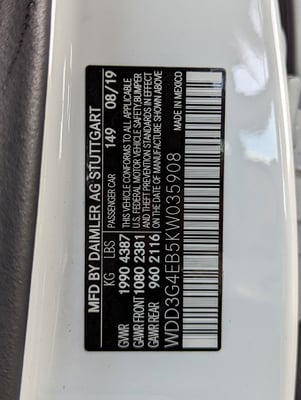 MFD BY DAIMLER AG STUTTGART
PASSENGER CAR 149 08/19
KG LBS
GVWR 1990 4387
GAWR FRONT 1080 2381
GAWR REAR 960 2116
THIS VEHICLE CONFORMS TO ALL APPLICABLE
U.S. FEDERAL MOTOR VEHICLE SAFETY, BUMPER,
AND THEFT PREVENTION STANDARDS IN EFFECT
ON THE DATE OF MANUFACTURE SHOWN ABOVE
WDD3G4EB5KW035908
MADE IN MEXICO